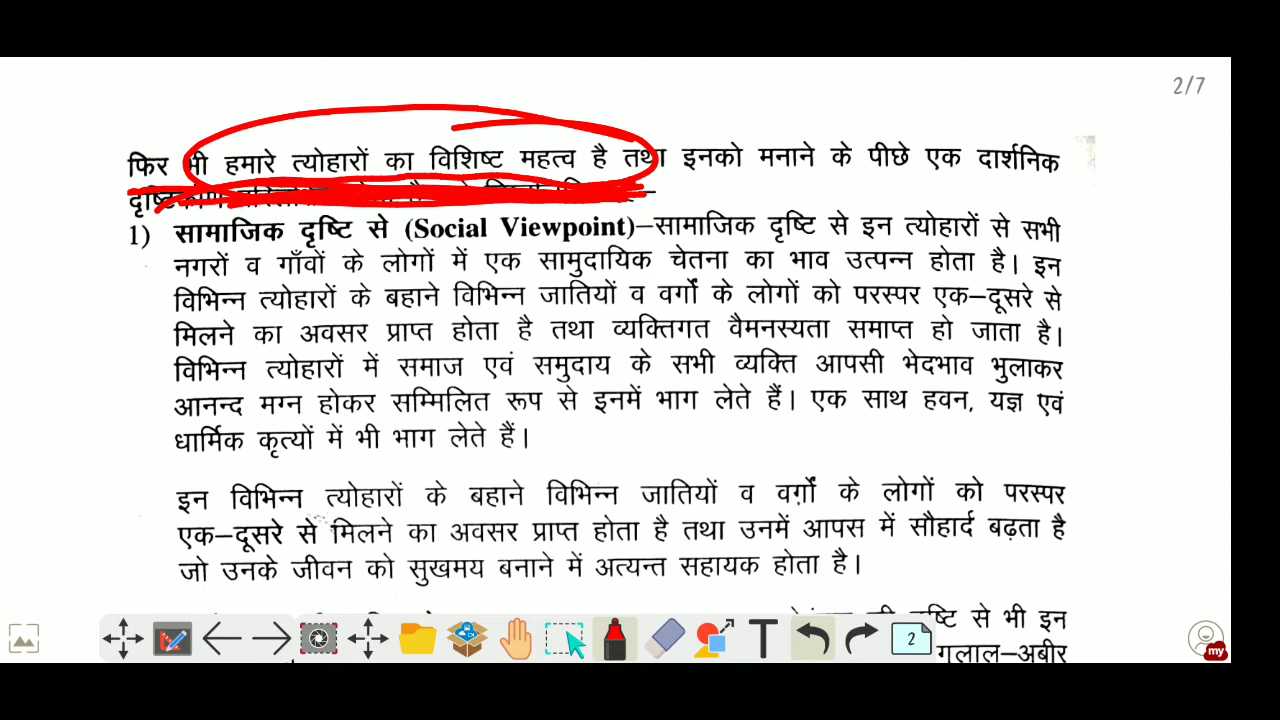 2/7
फिर भी हमारे त्योहारों का विशिष्ट महत्व है तथा इनको मनाने के पीछे एक दार्शनिक
दृष्टिकोण
1) सामाजिक दृष्टि से (Social Viewpoint)–सामाजिक दृष्टि से इन त्योहारों से सभी
नगरों व गाँवों के लोगों में एक सामुदायिक चेतना का भाव उत्पन्न होता है। इन
विभिन्न त्योहारों के बहाने विभिन्न जातियों व वर्गों के लोगों को परस्पर एक–दूसरे से
मिलने का अवसर प्राप्त होता है तथा व्यक्तिगत वैमनस्यता समाप्त हो जाता है।
विभिन्न त्योहारों में समाज एवं समुदाय के सभी व्यक्ति आपसी भेदभाव भुलाकर
आनन्द मग्न होकर सम्मिलित रूप से इनमें भाग लेते हैं। एक साथ हवन, यज्ञ एवं
धार्मिक कृत्यों में भी भाग लेते हैं।
इन विभिन्न त्योहारों के बहाने विभिन्न जातियों व वर्गों के लोगों को परस्पर
एक–दूसरे से मिलने का अवसर प्राप्त होता है तथा उनमें आपस में सौहार्द बढ़ता है
जो उनके जीवन को सुखमय बनाने में अत्यन्त सहायक होता है।
से भी इन
गुलाल–अबीर
T
2
my